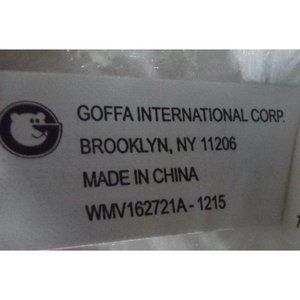 GOFFA INTERNATIONAL CORP.
BROOKLYN, NY 11206
MADE IN CHINA
WMV162721A - 1215